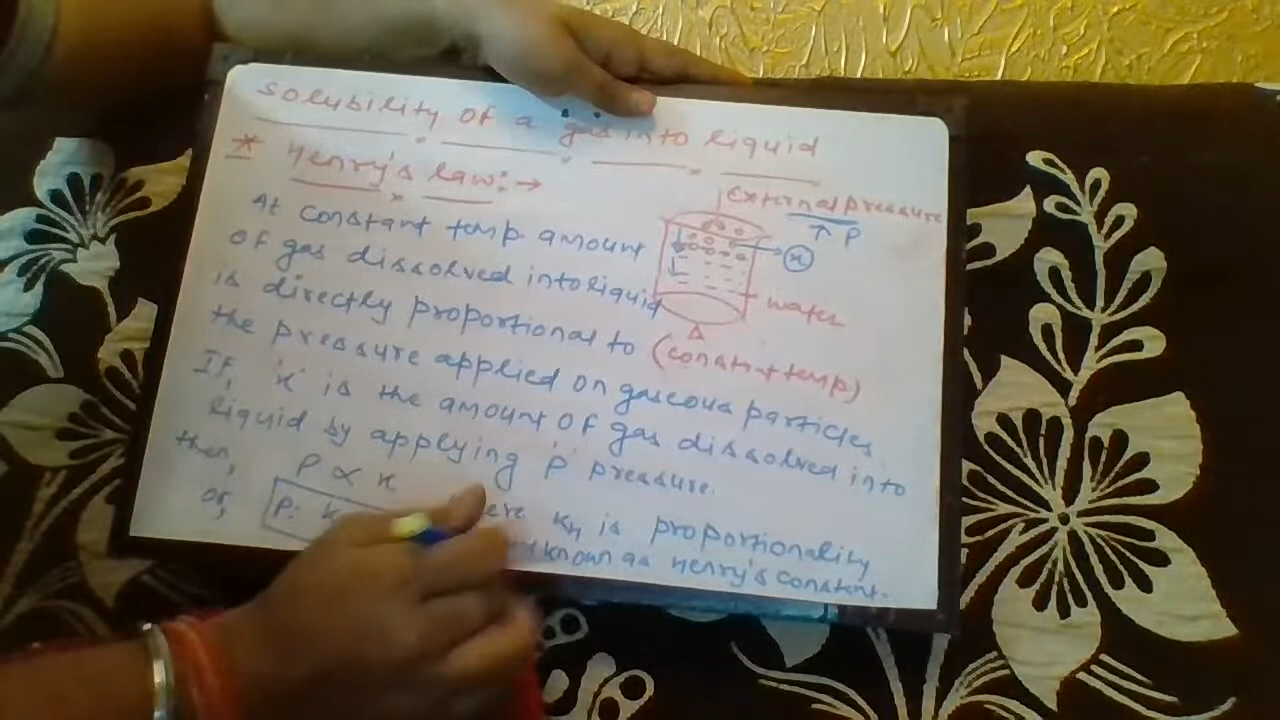 Solubility of a gas into liquid
* Henry's law :→
External pressure
↑ P
At constant temp. amount
x
of gas dissolved into liquid
water
is directly proportional to
(constant temp)
the pressure applied on gaseous particles
If, 'x' is the amount of gas dissolved into
liquid by applying 'P' pressure.
then, P ∝ x
or, P: K
KH is proportionality
known as Henry's constant.